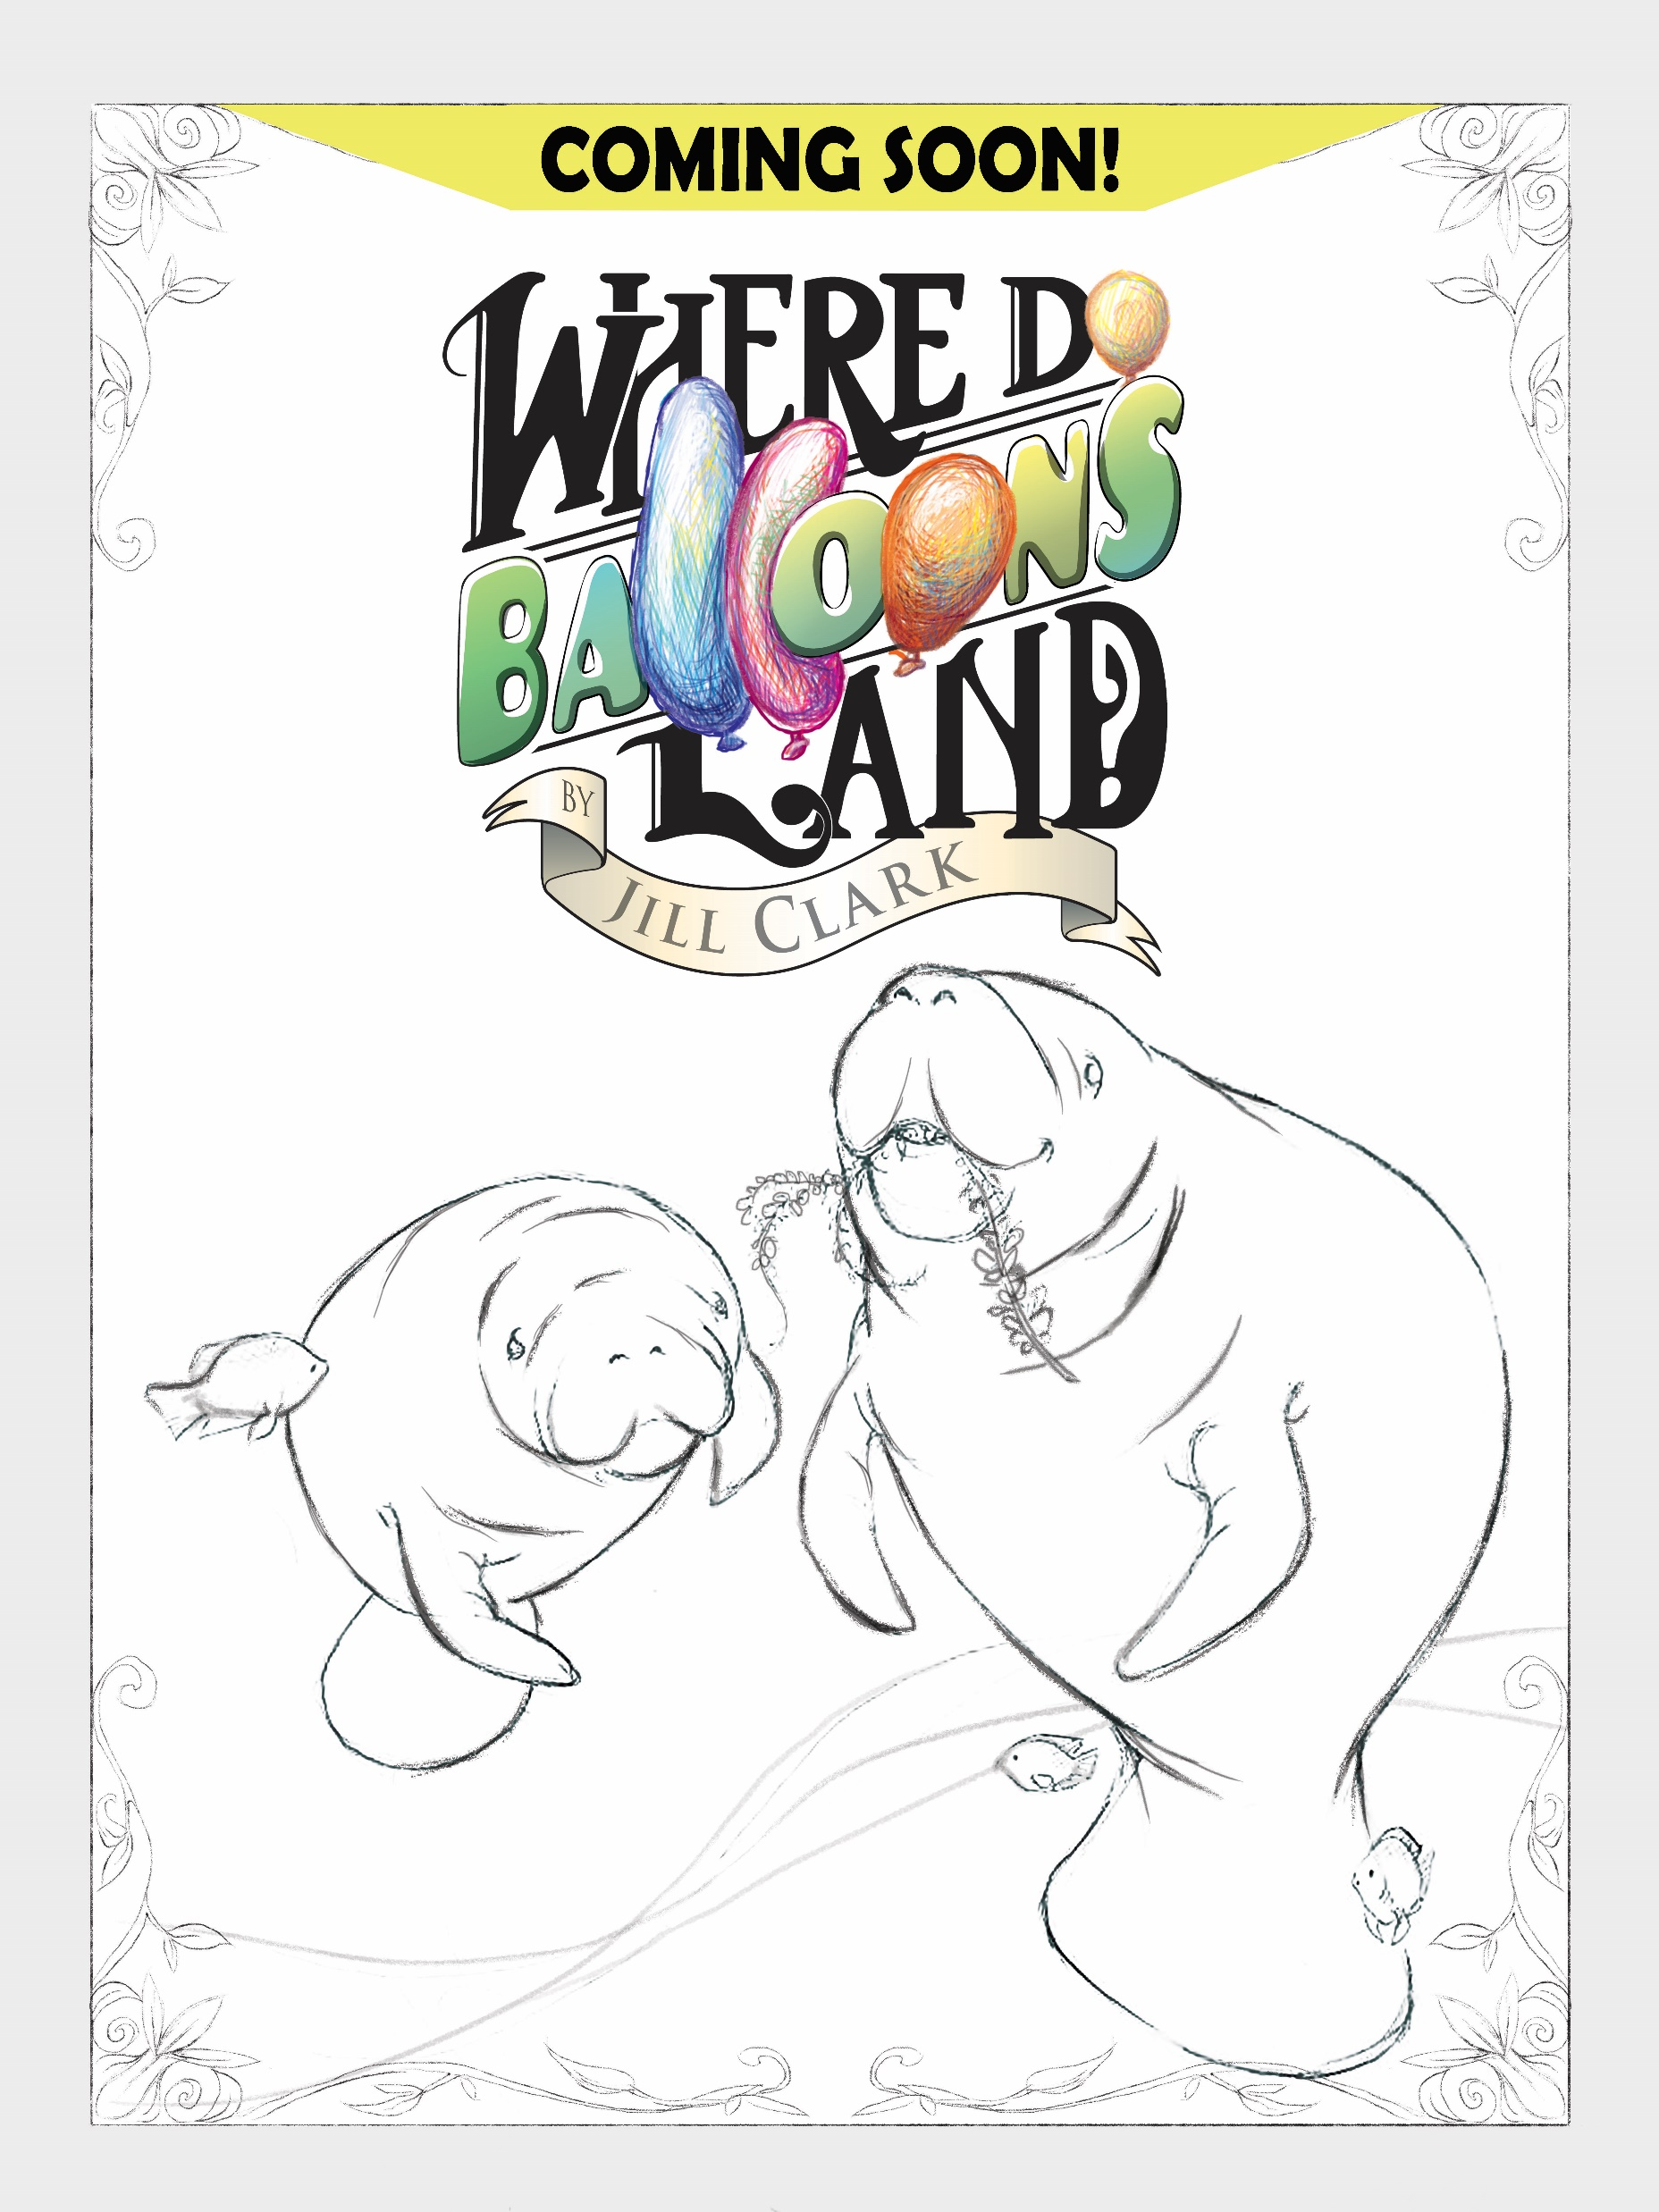 COMING SOON!
WHERE DO
BALLOONS
LAND?
BY
JILL CLARK